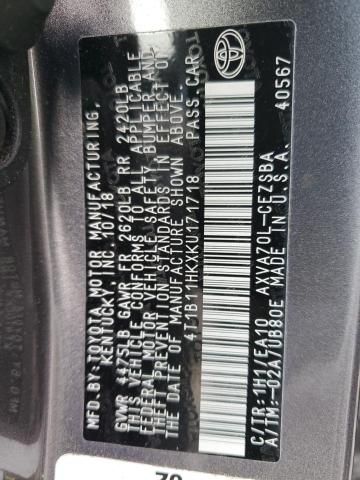 MFD.BY:TOYOTA MOTOR MANUFACTURING,
KENTUCKY, INC. 10/18
GVWR 4475LB GAWR FR 2620LB RR 2420LB
THIS VEHICLE CONFORMS TO ALL APPLICABLE
FEDERAL MOTOR VEHICLE SAFETY, BUMPER AND
THEFT PREVENTION STANDARDS IN EFFECT ON
THE DATE OF MANUFACTURE SHOWN ABOVE.
4T1B11HKXKU171718 PASS.CAR
C/TR:1H1/EA10 AXVA70L-CEZSBA
A/TM:-02A/UB80E MADE IN U.S.A. 40567